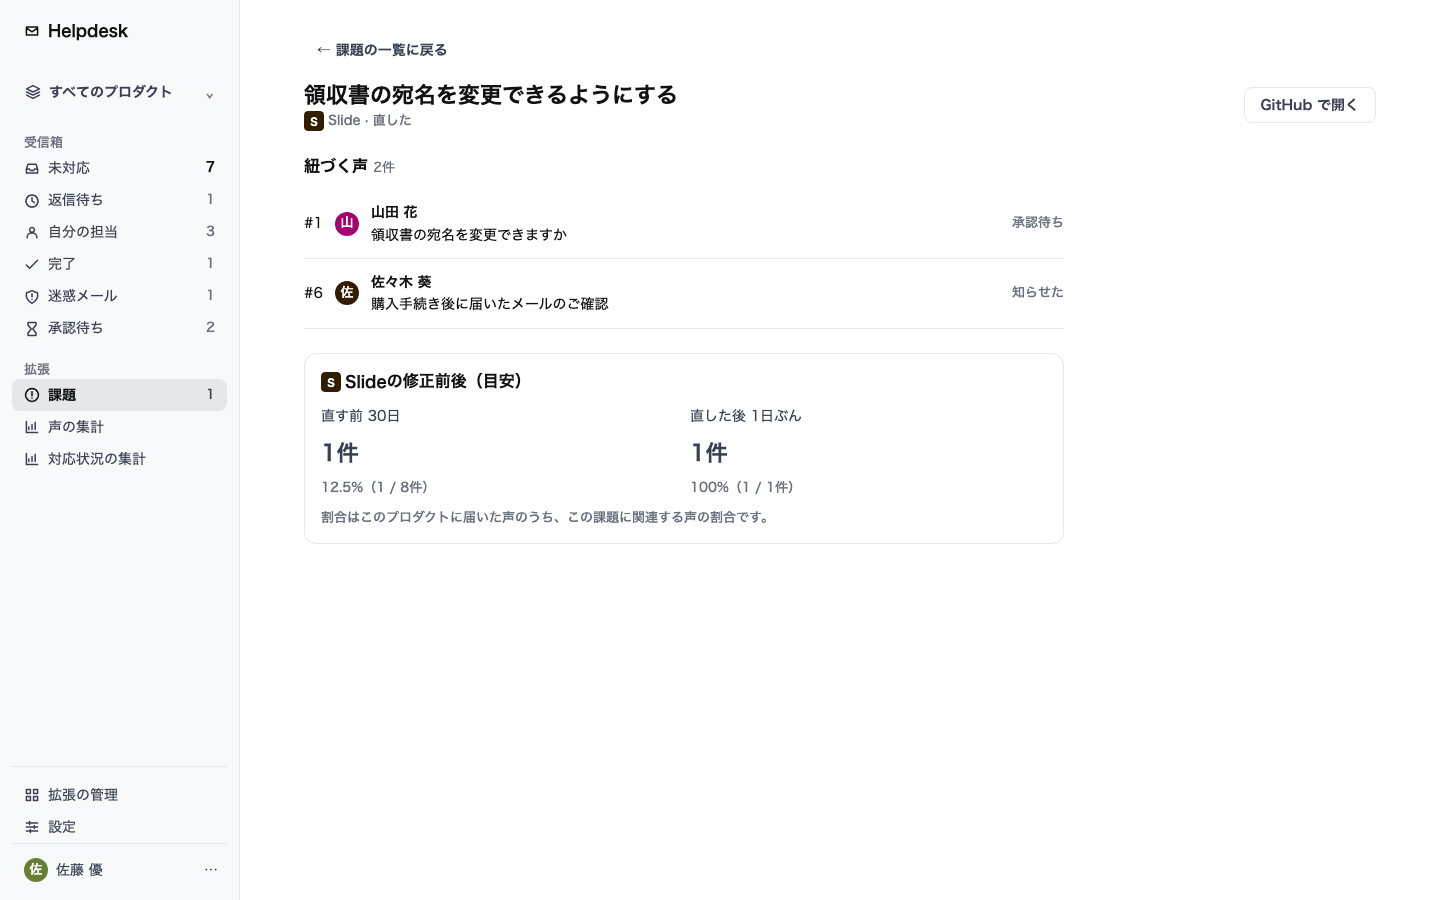 Helpdesk
すべてのプロダクト
受信箱
未対応 7
返信待ち 1
自分の担当 3
完了 1
迷惑メール 1
承認待ち 2
拡張
課題 1
声の集計
対応状況の集計
拡張の管理
設定
佐 佐藤 優 …
← 課題の一覧に戻る
領収書の宛名を変更できるようにする
S Slide · 直した
GitHub で開く
紐づく声 2件
#1 山 山田 花
領収書の宛名を変更できますか
承認待ち
#6 佐 佐々木 葵
購入手続き後に届いたメールのご確認
知らせた
S Slideの修正前後（目安）
直す前 30日
1件
12.5%（1 / 8件）
直した後 1日ぶん
1件
100%（1 / 1件）
割合はこのプロダクトに届いた声のうち、この課題に関連する声の割合です。